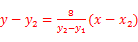 y − y₂ = 8/(y₂−y₁) (x − x₂)